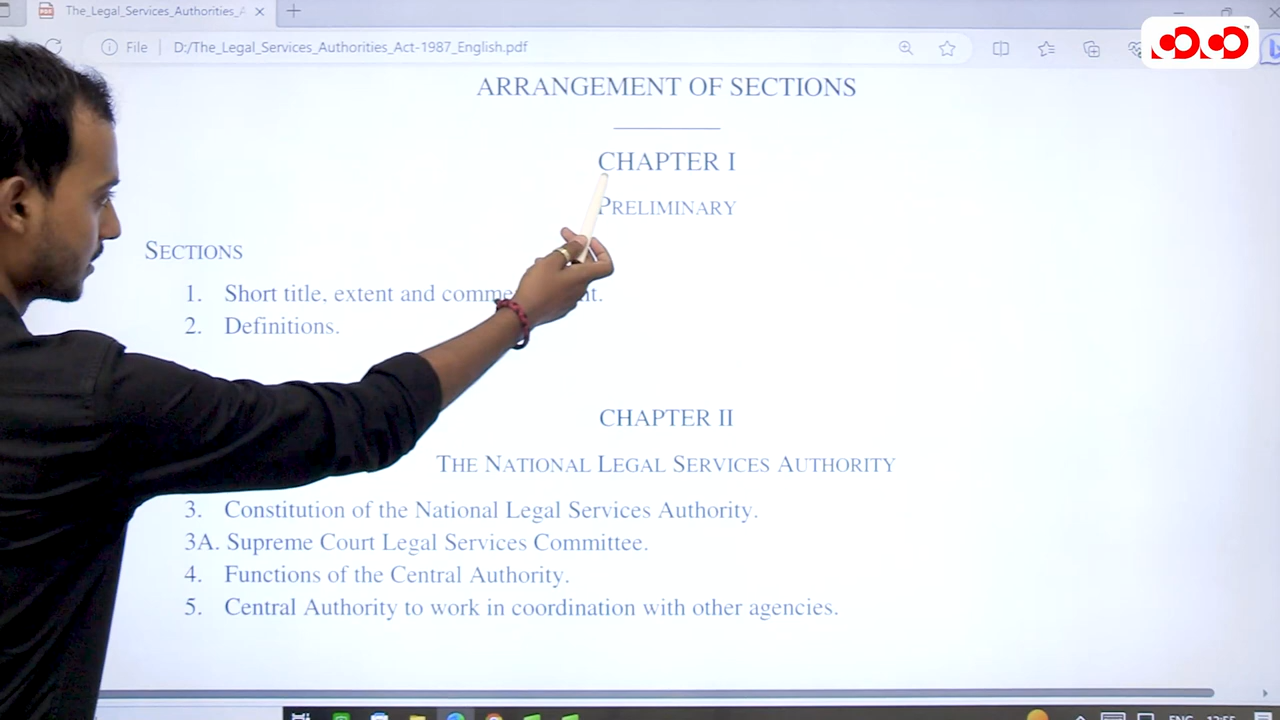 The_Legal_Services_Authorities_A
File D:/The_Legal_Services_Authorities_Act-1987_English.pdf
ARRANGEMENT OF SECTIONS
CHAPTER I
PRELIMINARY
SECTIONS
1. Short title, extent and comme nt.
2. Definitions.
CHAPTER II
THE NATIONAL LEGAL SERVICES AUTHORITY
3. Constitution of the National Legal Services Authority.
3A. Supreme Court Legal Services Committee.
4. Functions of the Central Authority.
5. Central Authority to work in coordination with other agencies.
ENG